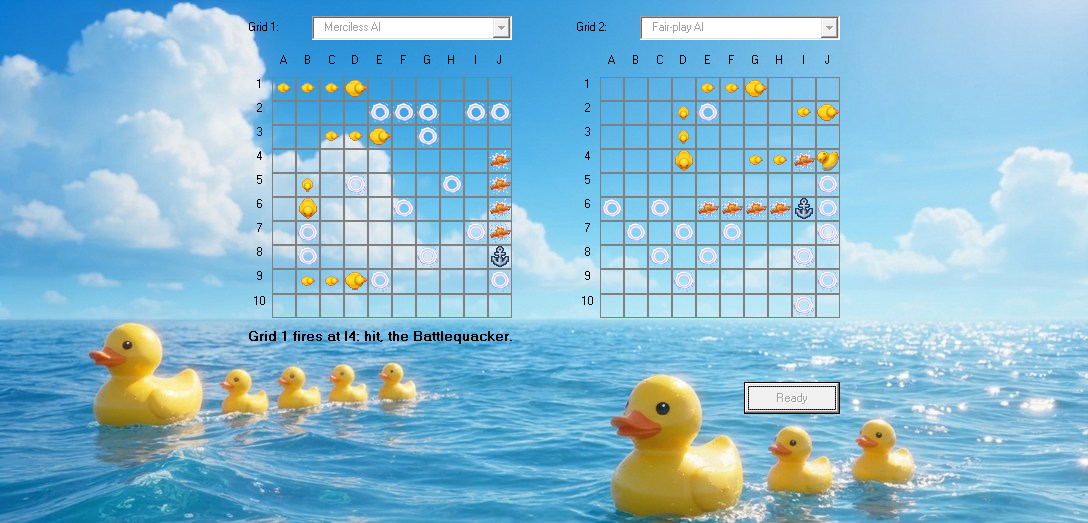 Grid 1: Merciless AI Grid 2: Fair-play AI
A B C D E F G H I J A B C D E F G H I J
1 1
2 2
3 3
4 4
5 5
6 6
7 7
8 8
9 9
10 10
Grid 1 fires at I4: hit, the Battlequacker.
Ready